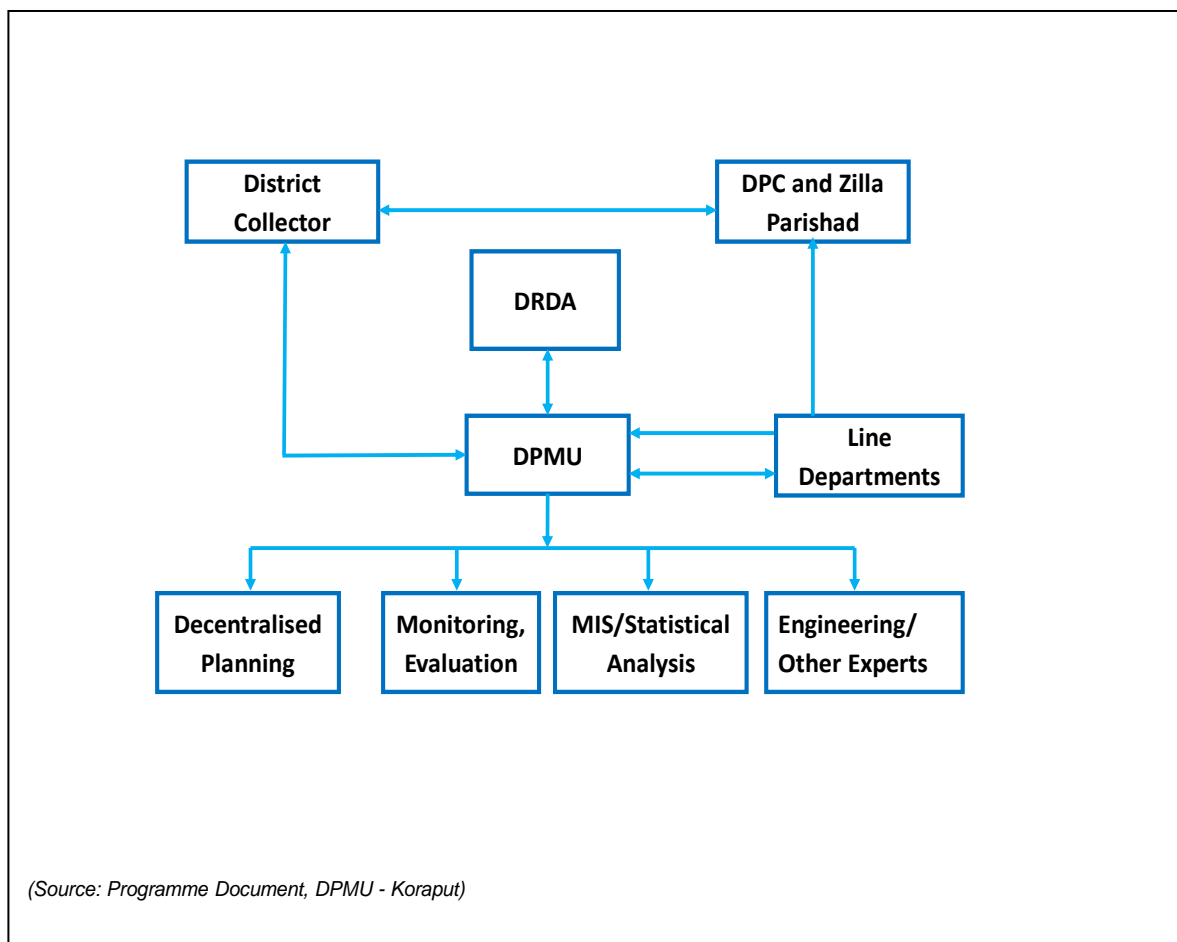 District
Collector
DPC and Zilla
Parishad
DRDA
DPMU
Line
Departments
Decentralised
Planning
Monitoring,
Evaluation
MIS/Statistical
Analysis
Engineering/
Other Experts
(Source: Programme Document, DPMU - Koraput)